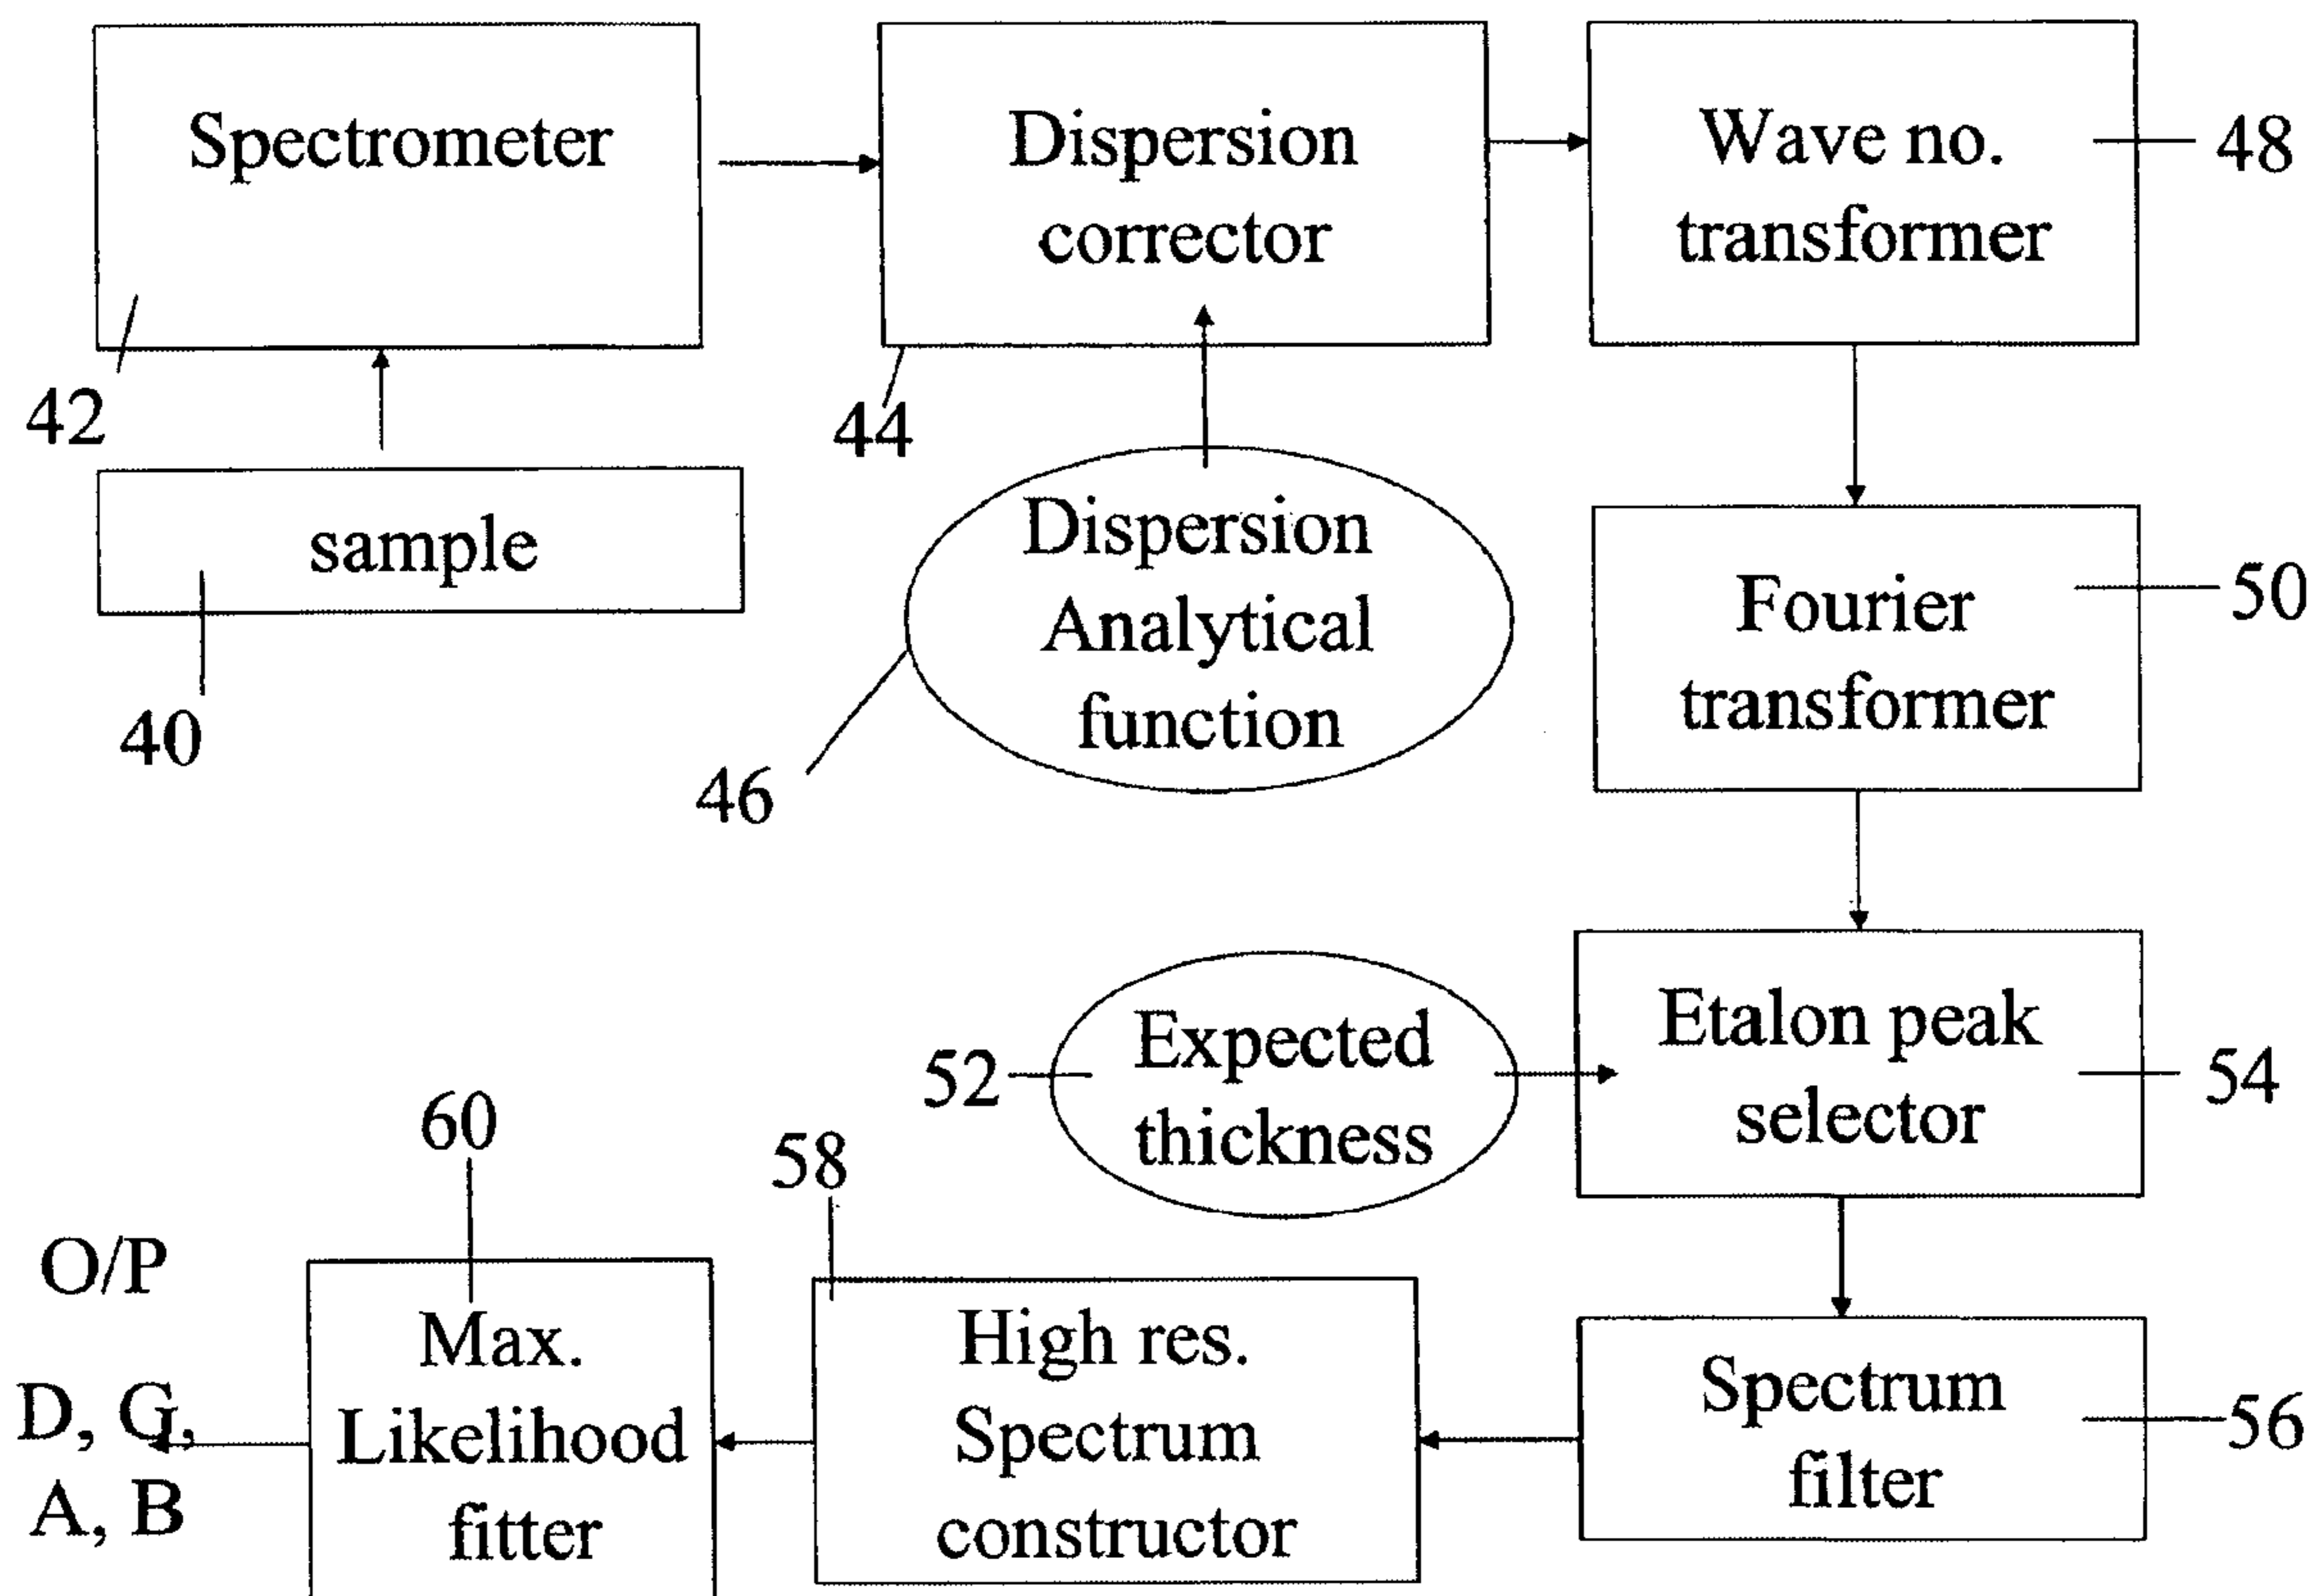 Spectrometer
42
sample
40
Dispersion
corrector
44
Dispersion
Analytical
function
46
Wave no.
transformer
48
Fourier
transformer
50
Expected
thickness
52
Etalon peak
selector
54
Spectrum
filter
56
High res.
Spectrum
constructor
58
Max.
Likelihood
fitter
60
O/P
D, G,
A, B